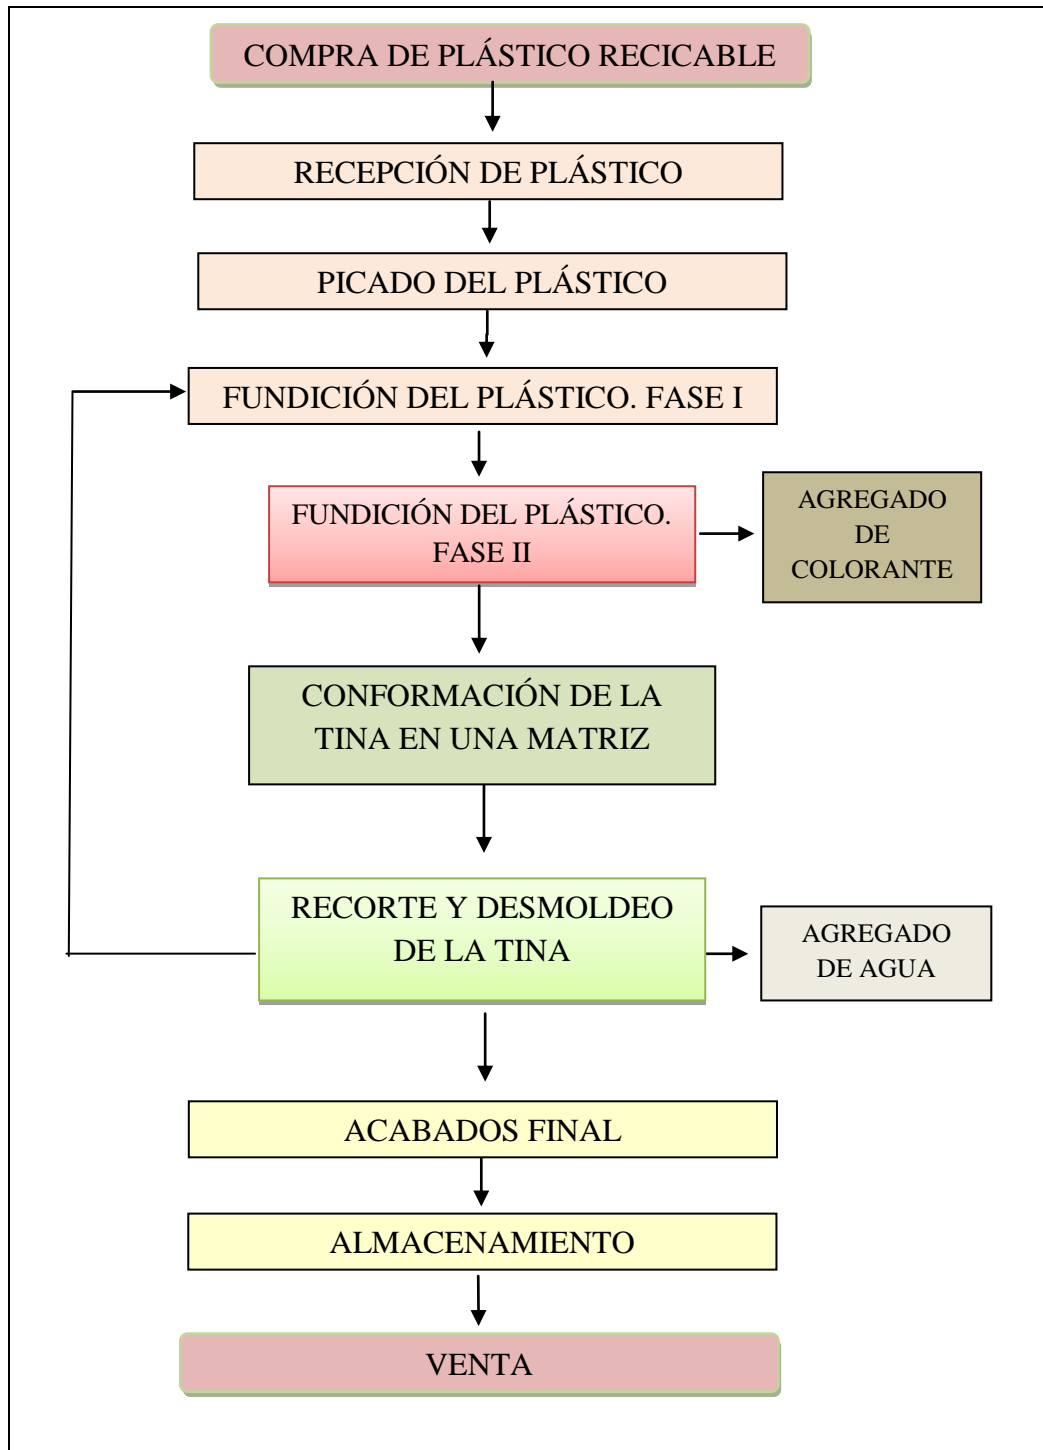 COMPRA DE PLÁSTICO RECICABLE
RECEPCIÓN DE PLÁSTICO
PICADO DEL PLÁSTICO
FUNDICIÓN DEL PLÁSTICO. FASE I
FUNDICIÓN DEL PLÁSTICO.
FASE II
AGREGADO
DE
COLORANTE
CONFORMACIÓN DE LA
TINA EN UNA MATRIZ
RECORTE Y DESMOLDEO
DE LA TINA
AGREGADO
DE AGUA
ACABADOS FINAL
ALMACENAMIENTO
VENTA